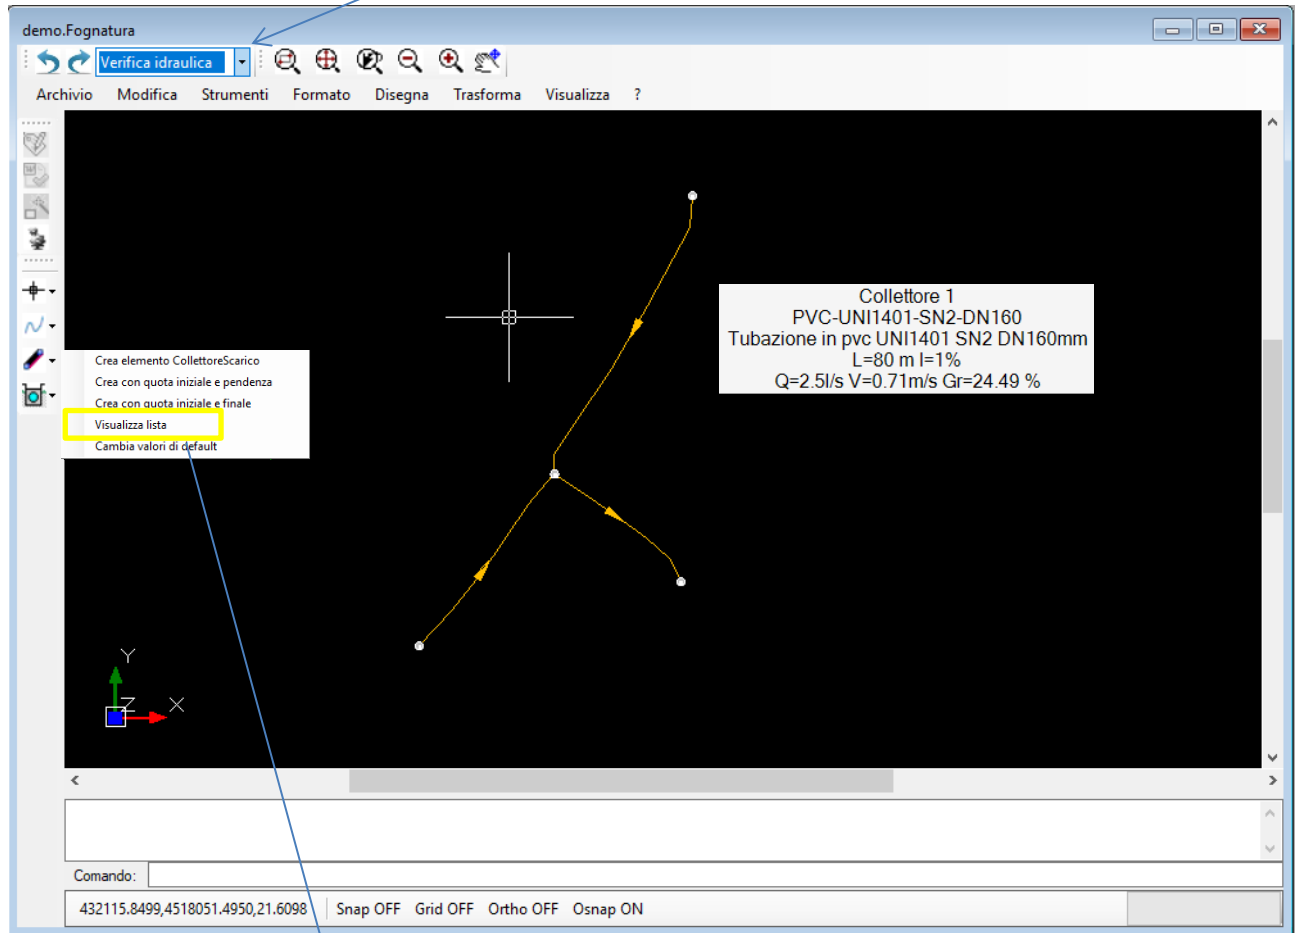 demo.Fognatura
Verifica idraulica
Archivio Modifica Strumenti Formato Disegna Trasforma Visualizza ?
Collettore 1
PVC-UNI1401-SN2-DN160
Tubazione in pvc UNI1401 SN2 DN160mm
L=80 m I=1%
Q=2.5l/s V=0.71m/s Gr=24.49 %
Crea elemento CollettoreScarico
Crea con quota iniziale e pendenza
Crea con quota iniziale e finale
Visualizza lista
Cambia valori di default
Y
Z X
Comando:
432115.8499,4518051.4950,21.6098 Snap OFF Grid OFF Ortho OFF Osnap ON